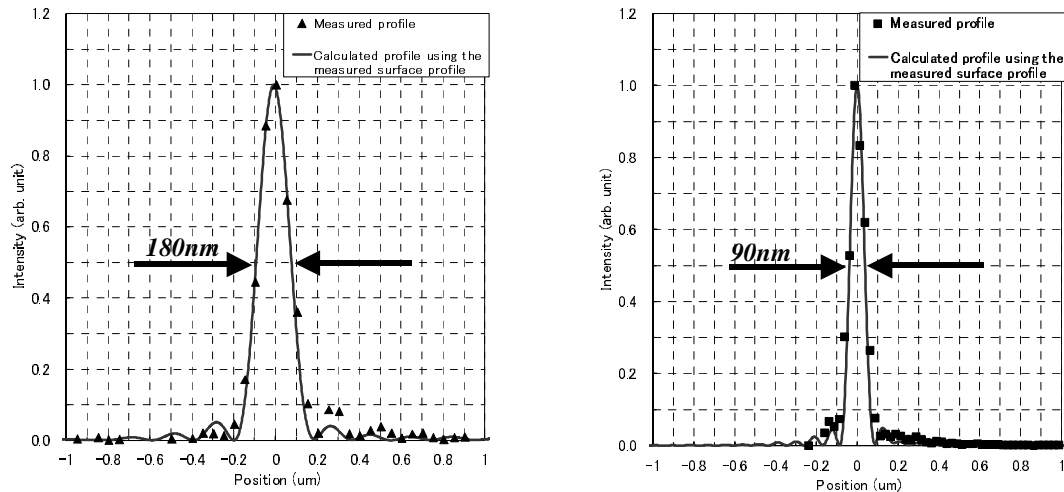 1.2
1.0
0.8
0.6
0.4
0.2
0.0
Intensity (arb. unit)
Measured profile
Calculated profile using the
measured surface profile
180nm
-1 -0.8 -0.6 -0.4 -0.2 0 0.2 0.4 0.6 0.8 1
Position (um)
1.2
1.0
0.8
0.6
0.4
0.2
0.0
Intensity (arb. unit)
Measured profile
Calculated profile using the
measured surface profile
90nm
-1 -0.8 -0.6 -0.4 -0.2 0 0.2 0.4 0.6 0.8 1
Position (um)